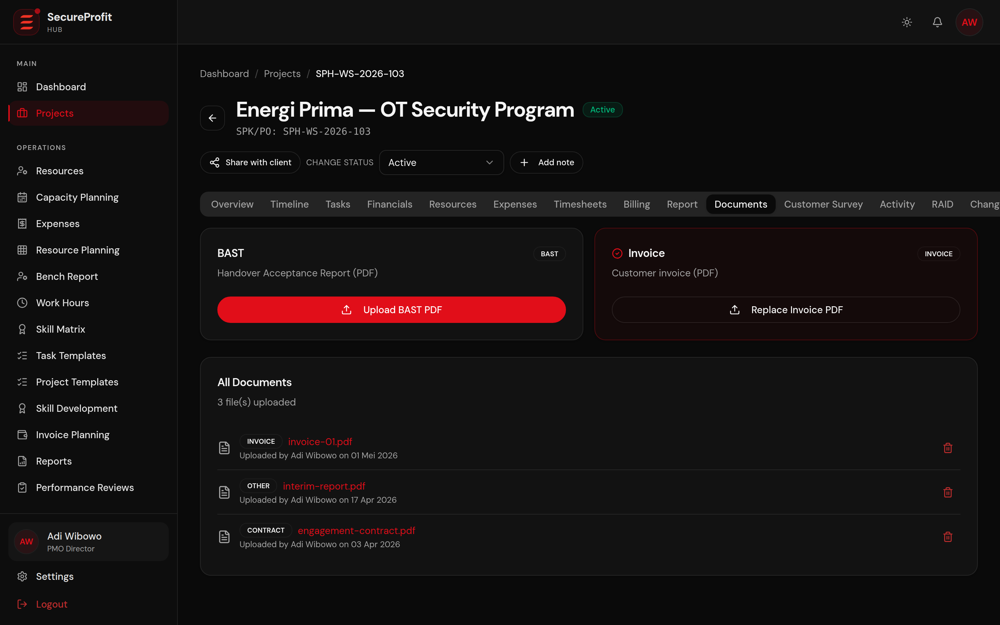 SecureProfit
HUB
AW
MAIN
Dashboard
Projects
OPERATIONS
Resources
Capacity Planning
Expenses
Resource Planning
Bench Report
Work Hours
Skill Matrix
Task Templates
Project Templates
Skill Development
Invoice Planning
Reports
Performance Reviews
AW
Adi Wibowo
PMO Director
Settings
Logout
Dashboard / Projects / SPH-WS-2026-103
Energi Prima — OT Security Program Active
SPK/PO: SPH-WS-2026-103
Share with client CHANGE STATUS Active Add note
Overview Timeline Tasks Financials Resources Expenses Timesheets Billing Report Documents Customer Survey Activity RAID Chang
BAST BAST
Handover Acceptance Report (PDF)
Upload BAST PDF
Invoice INVOICE
Customer invoice (PDF)
Replace Invoice PDF
All Documents
3 file(s) uploaded
INVOICE invoice-01.pdf
Uploaded by Adi Wibowo on 01 Mei 2026
OTHER interim-report.pdf
Uploaded by Adi Wibowo on 17 Apr 2026
CONTRACT engagement-contract.pdf
Uploaded by Adi Wibowo on 03 Apr 2026